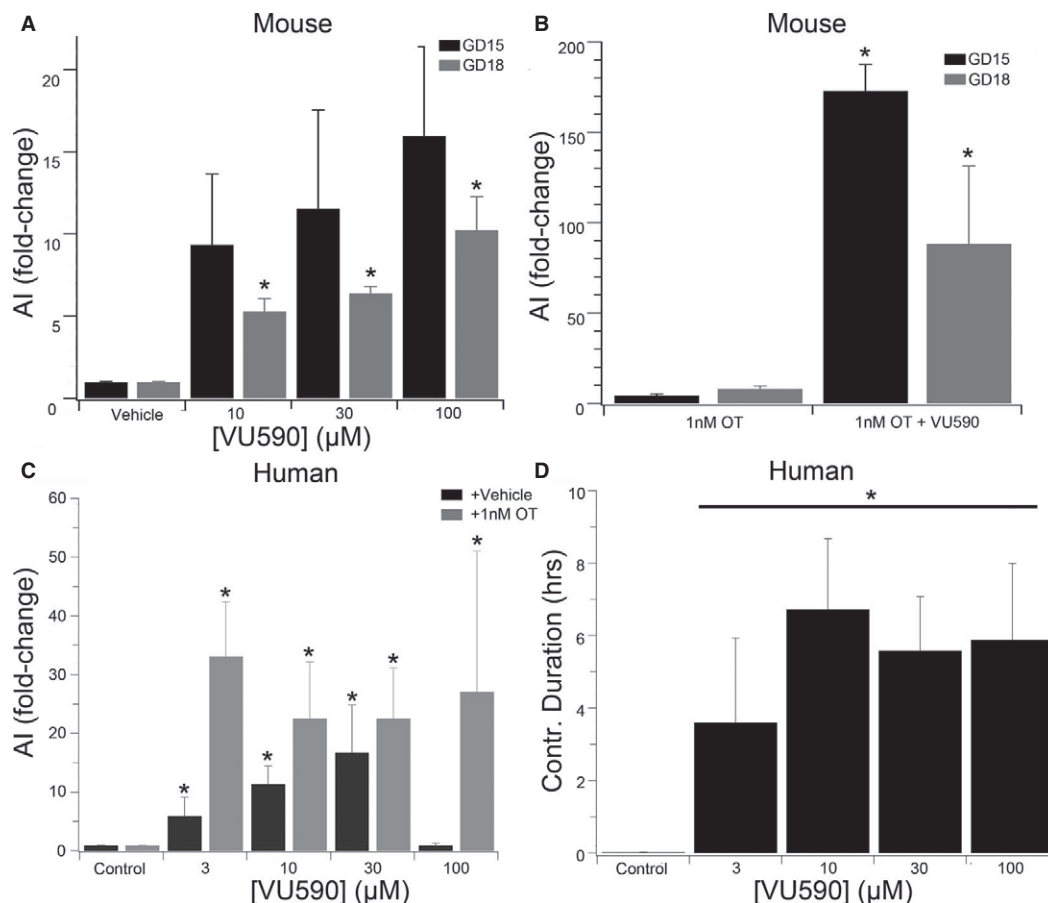 A
Mouse
GD15
GD18
AI (fold-change)
20
15
10
5
0
*
*
*
Vehicle
10
30
100
[VU590] (µM)
B
Mouse
GD15
GD18
AI (fold-change)
200
150
100
50
0
*
*
1nM OT
1nM OT + VU590
C
Human
+Vehicle
+1nM OT
AI (fold-change)
60
50
40
30
20
10
0
*
*
*
*
*
*
*
Control
3
10
30
100
[VU590] (µM)
D
Human
*
Contr. Duration (hrs)
10
8
6
4
2
0
Control
3
10
30
100
[VU590] (µM)